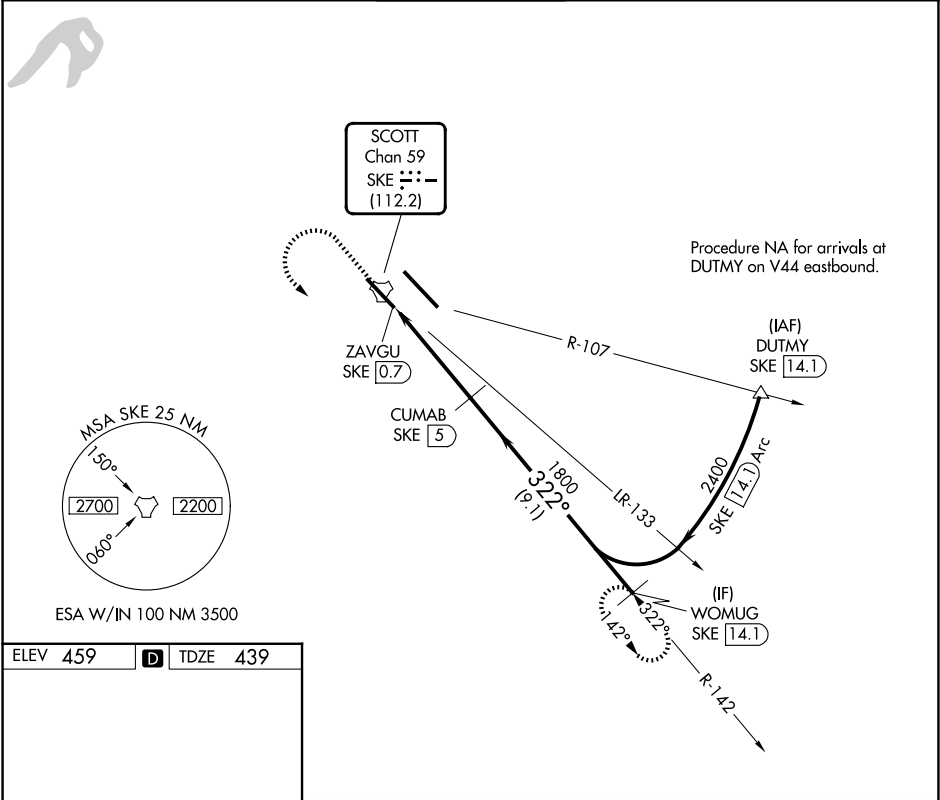 SCOTT
Chan 59
SKE
(112.2)
Procedure NA for arrivals at
DUTMY on V44 eastbound.
R-107
(IAF)
DUTMY
SKE 14.1
ZAVGU
SKE 0.7
CUMAB
SKE 5
1800
322°
(9.1)
LR-133
2400
SKE 14.1 Arc
MSA SKE 25 NM
150°
2700
2200
060°
ESA W/IN 100 NM 3500
(IF)
WOMUG
SKE 14.1
322°
142°
R-142
ELEV 459 D TDZE 439